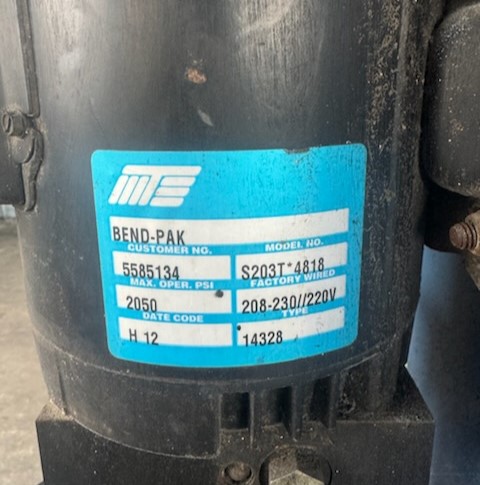 MTE
BEND-PAK
CUSTOMER NO. MODEL NO.
5585134 S203T*4818
MAX. OPER. PSI FACTORY WIRED
2050 208-230//220V
DATE CODE TYPE
H 12 14328